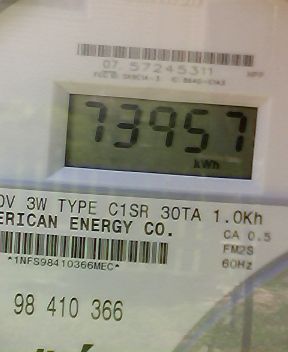 07 57245311
73957
kWh
3W TYPE C1SR 30TA 1.0Kh
ERICAN ENERGY CO.
CA 0.5
FM2S
60Hz
*1NFS98410366MEC*
98 410 366